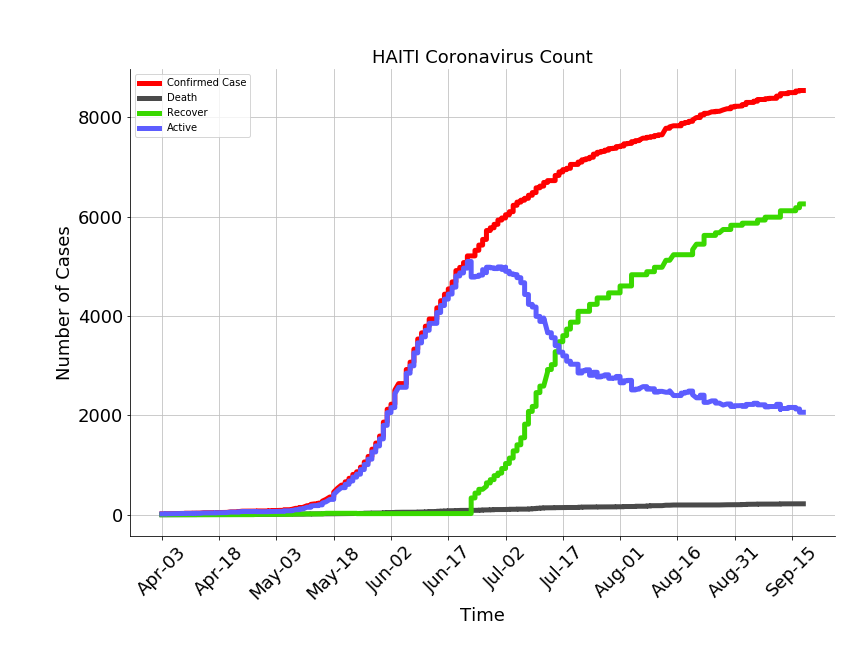 HAITI Coronavirus Count
Confirmed Case
Death
Recover
Active
8000
6000
4000
2000
0
Number of Cases
Apr-03
Apr-18
May-03
May-18
Jun-02
Jun-17
Jul-02
Jul-17
Aug-01
Aug-16
Aug-31
Sep-15
Time